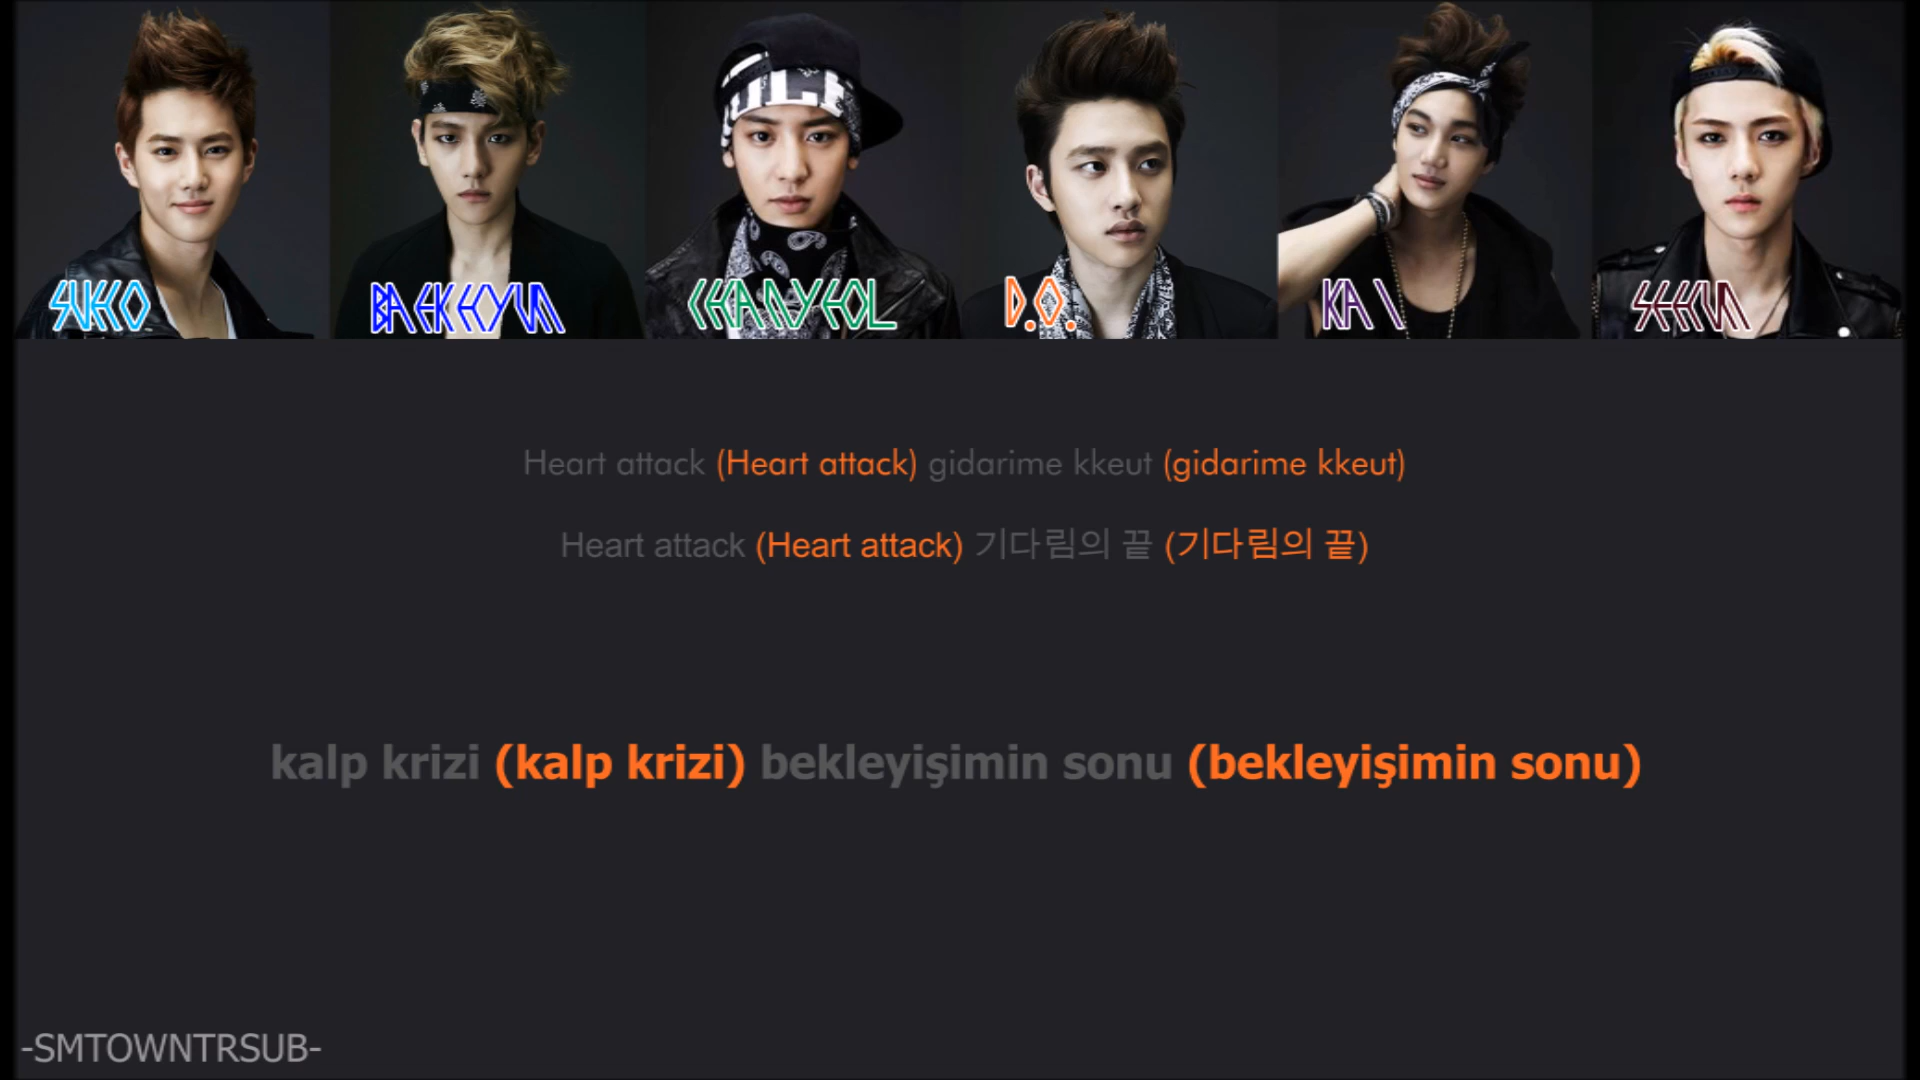 SUHO BAEKHYUN CHANYEOL D.O. KAI SEHUN
Heart attack (Heart attack) gidarime kkeut (gidarime kkeut)
Heart attack (Heart attack) 기다림의 끝 (기다림의 끝)
kalp krizi (kalp krizi) bekleyişimin sonu (bekleyişimin sonu)
-SMTOWNTRSUB-